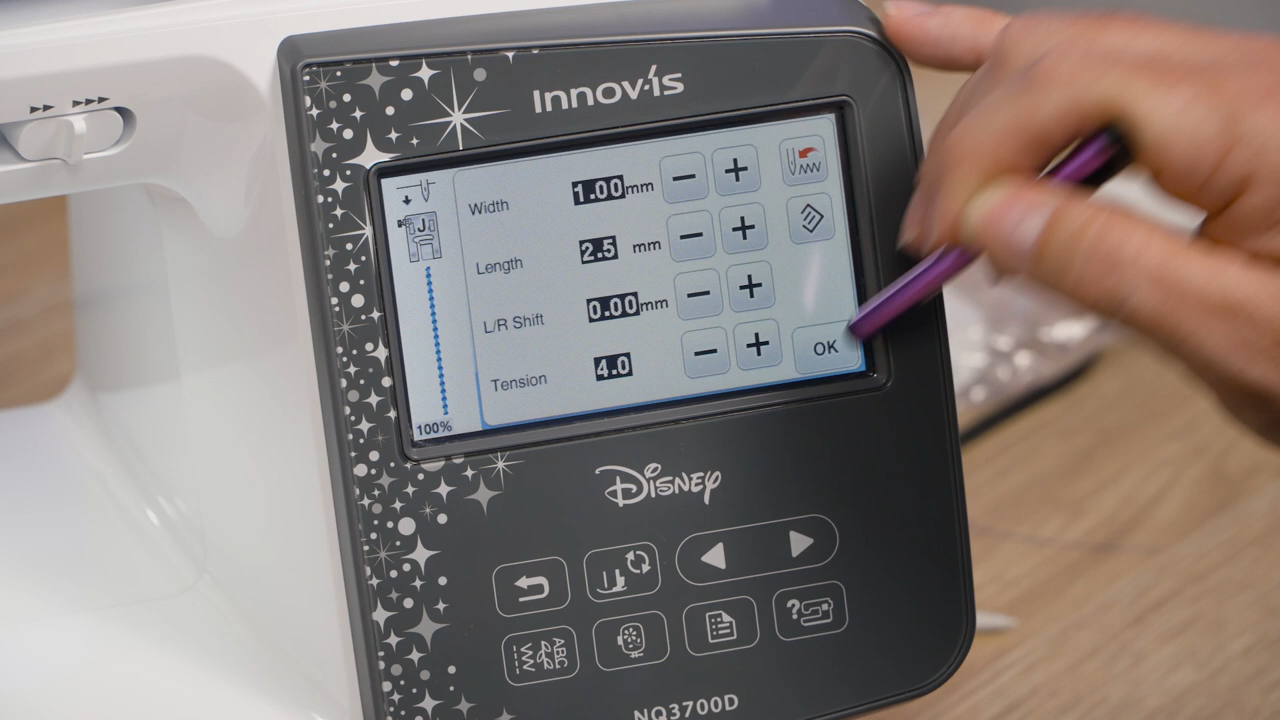 INNOV-ÍS
J
Width 1.00mm
Length 2.5 mm
L/R Shift 0.00mm
Tension 4.0
OK
100%
Disney
ABC
?
NQ3700D